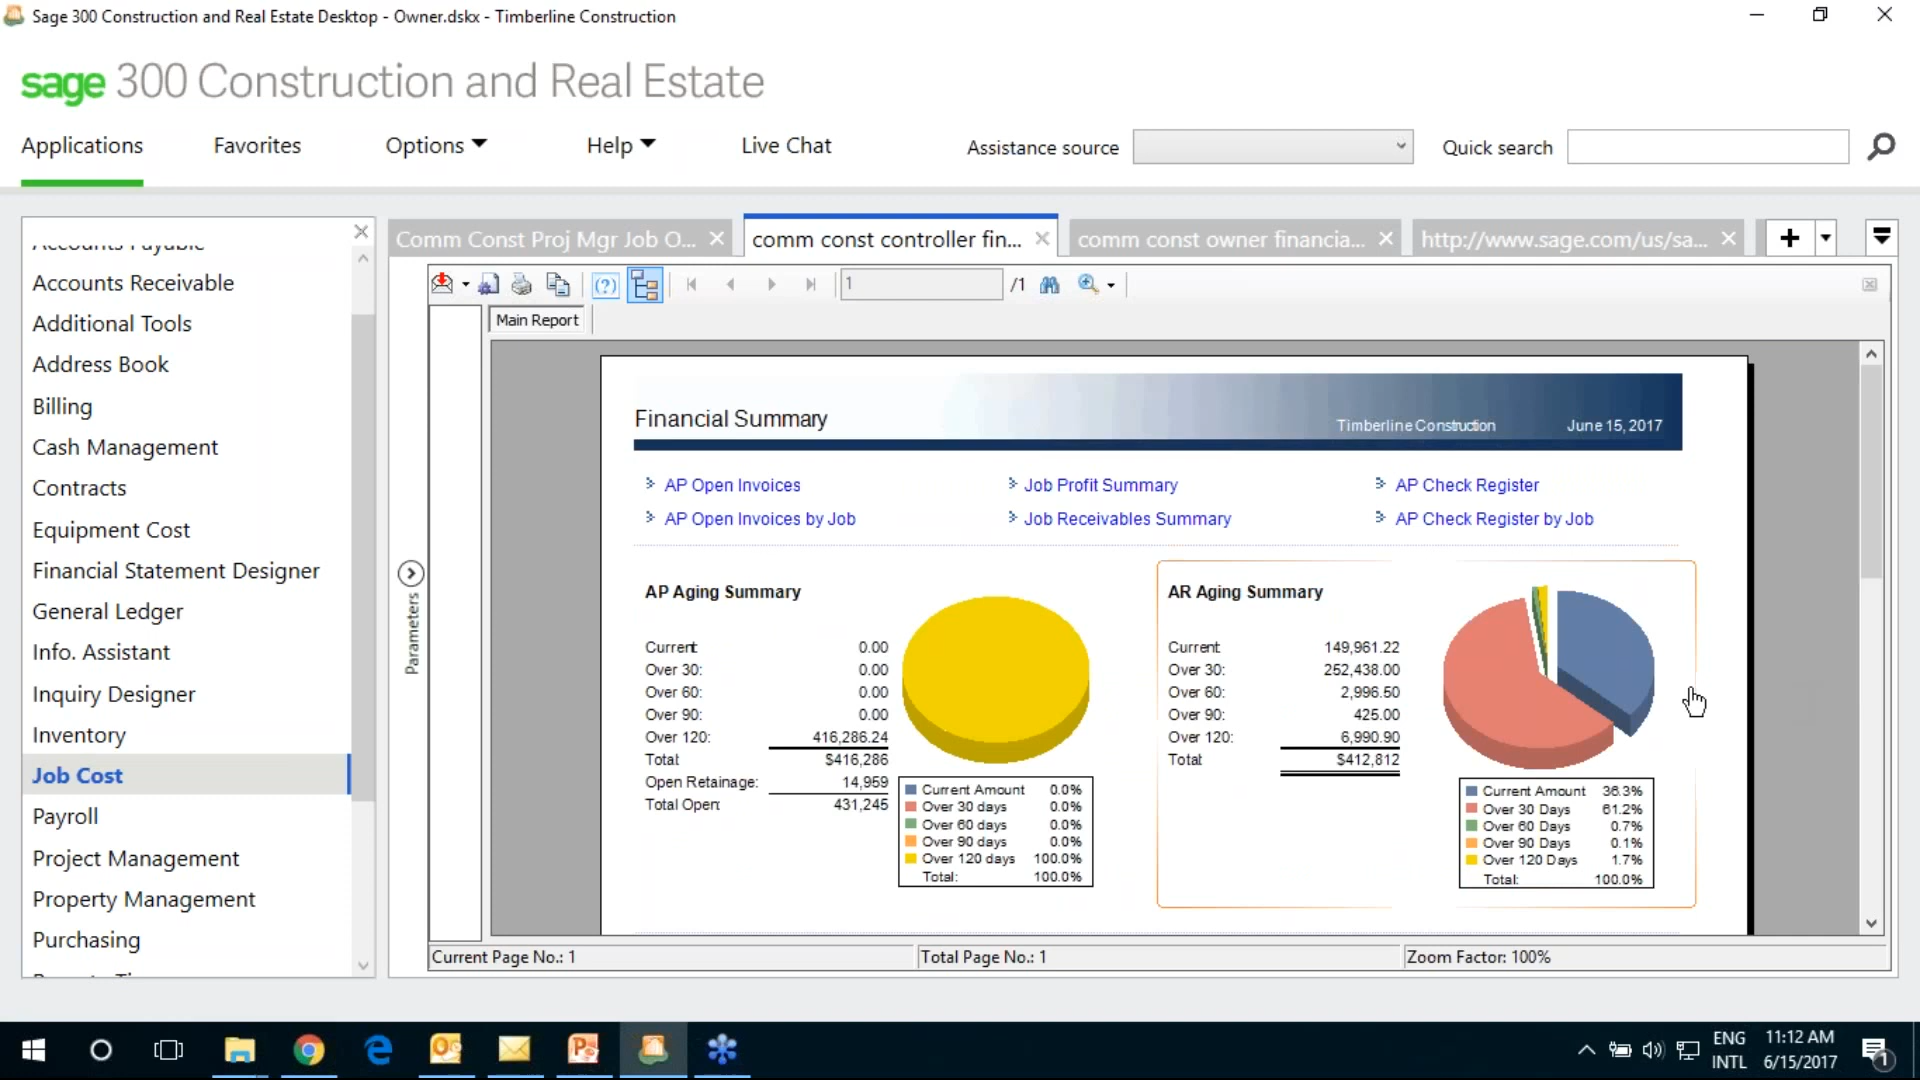 Sage 300 Construction and Real Estate Desktop - Owner.dskx - Timberline Construction
sage 300 Construction and Real Estate
Applications Favorites Options Help Live Chat Assistance source Quick search
Comm Const Proj Mgr Job O... comm const controller fin... comm const owner financia... http://www.sage.com/us/sa...
Accounts Receivable
Additional Tools
Address Book
Billing
Cash Management
Contracts
Equipment Cost
Financial Statement Designer
General Ledger
Info. Assistant
Inquiry Designer
Inventory
Job Cost
Payroll
Project Management
Property Management
Purchasing
Parameters
1 /1
Main Report
Financial Summary Timberline Construction June 15, 2017
AP Open Invoices Job Profit Summary AP Check Register
AP Open Invoices by Job Job Receivables Summary AP Check Register by Job
AP Aging Summary
Current 0.00
Over 30: 0.00
Over 60: 0.00
Over 90: 0.00
Over 120: 416,286.24
Total $416,286
Open Retainage: 14,959
Total Open: 431,245
Current Amount 0.0%
Over 30 days 0.0%
Over 60 days 0.0%
Over 90 days 0.0%
Over 120 days 100.0%
Total: 100.0%
AR Aging Summary
Current 149,961.22
Over 30: 252,438.00
Over 60: 2,996.50
Over 90: 425.00
Over 120: 6,990.90
Total $412,812
Current Amount 36.3%
Over 30 Days 61.2%
Over 60 Days 0.7%
Over 90 Days 0.1%
Over 120 Days 1.7%
Total: 100.0%
Current Page No.: 1 Total Page No.: 1 Zoom Factor: 100%
ENG 11:12 AM
INTL 6/15/2017
1